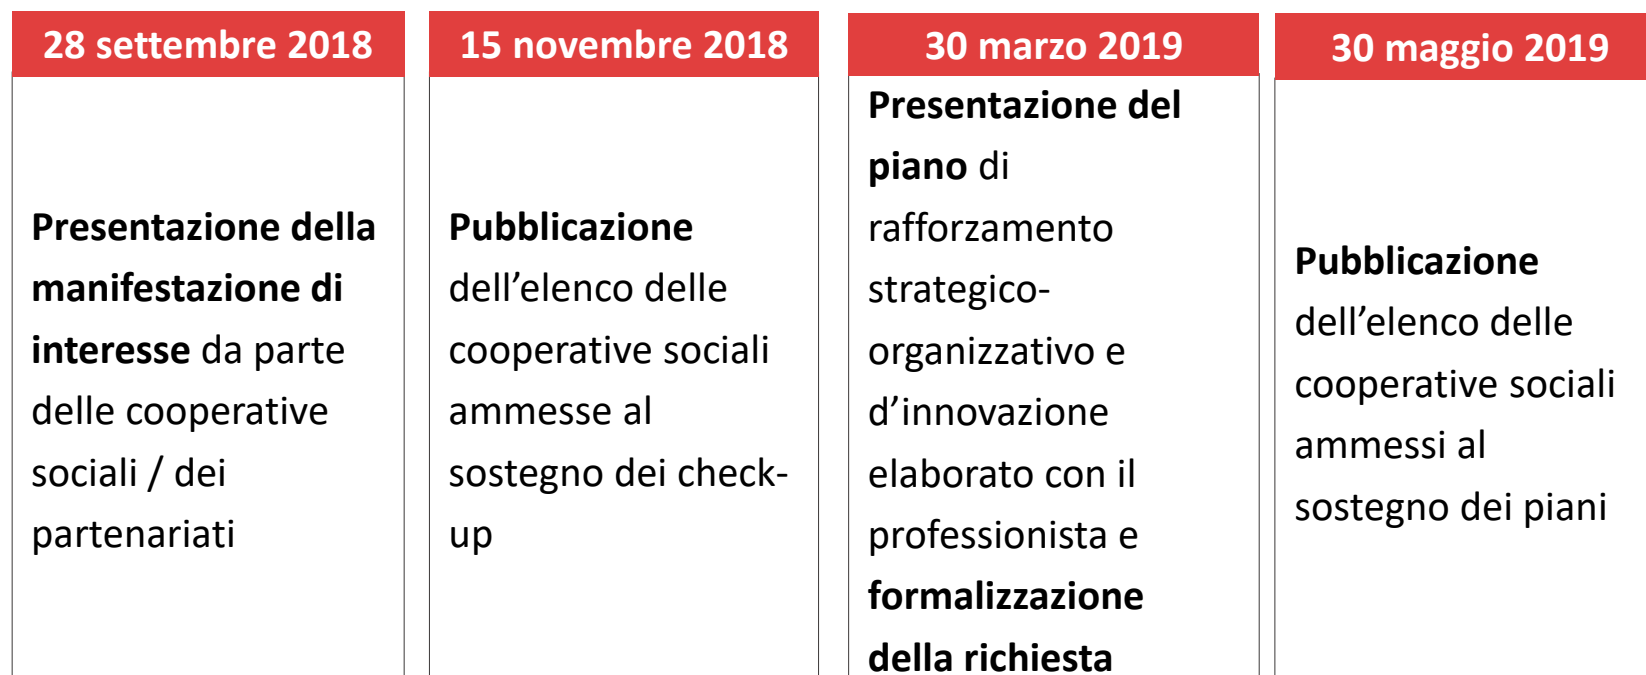 28 settembre 2018
Presentazione della
manifestazione di
interesse da parte
delle cooperative
sociali / dei
partenariati
15 novembre 2018
Pubblicazione
dell’elenco delle
cooperative sociali
ammesse al
sostegno dei check-
up
30 marzo 2019
Presentazione del
piano di
rafforzamento
strategico-
organizzativo e
d’innovazione
elaborato con il
professionista e
formalizzazione
della richiesta
30 maggio 2019
Pubblicazione
dell’elenco delle
cooperative sociali
ammessi al
sostegno dei piani